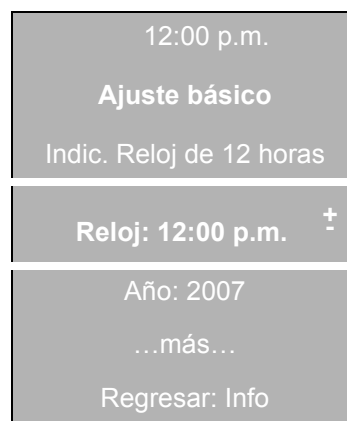 12:00 p.m.
Ajuste básico
Indic. Reloj de 12 horas
Reloj: 12:00 p.m. +
-
Año: 2007
…más…
Regresar: Info